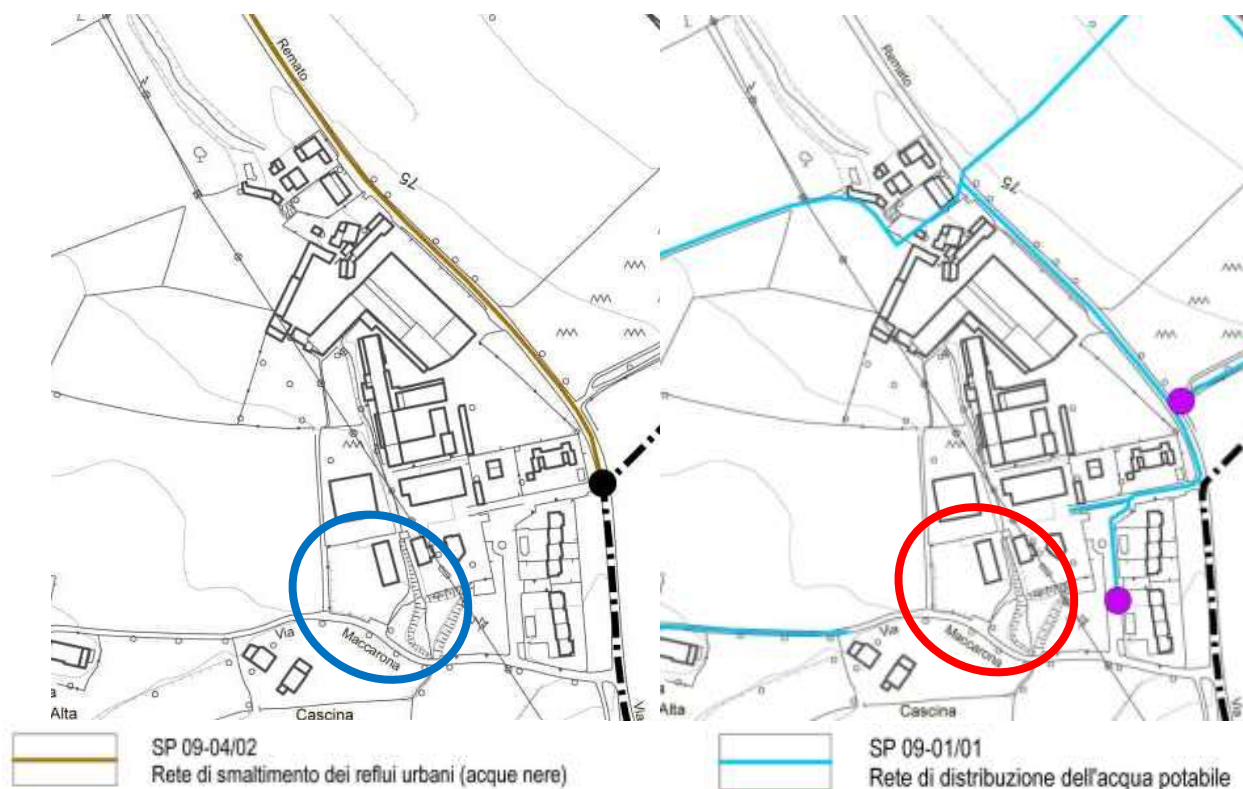 Remato
75
Via
Maccarona
Alta
Cascina
Via
SP 09-04/02
Rete di smaltimento dei reflui urbani (acque nere)
Remato
75
Via
Maccarona
Alta
Cascina
Via
SP 09-01/01
Rete di distribuzione dell'acqua potabile